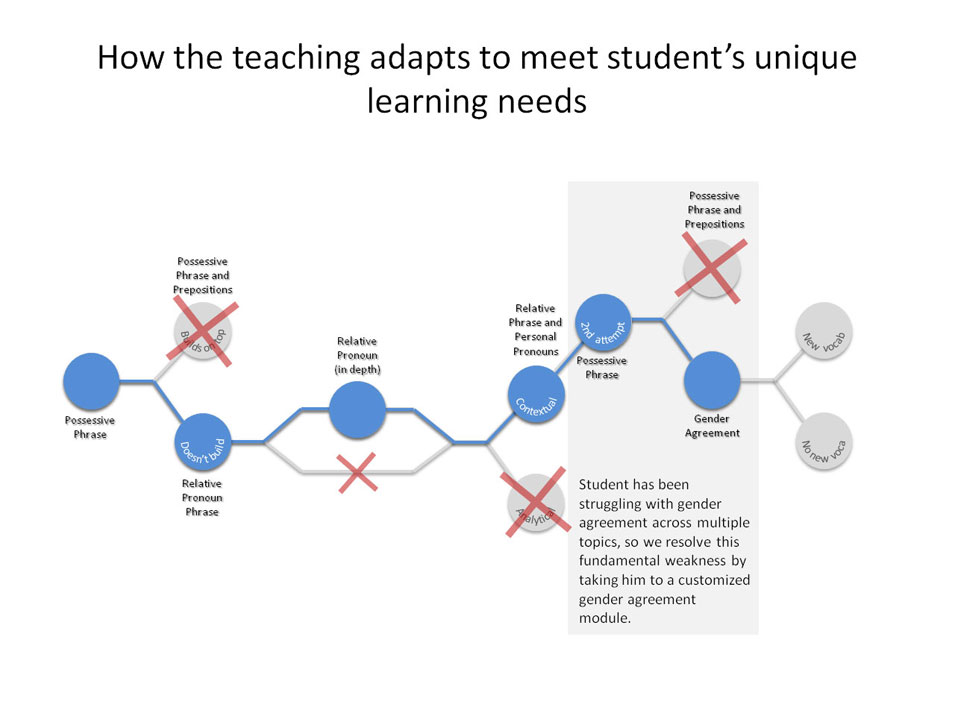 How the teaching adapts to meet student's unique
learning needs
Possessive
Phrase
Possessive
Phrase and
Prepositions
Builds on top
Doesn't build
Relative
Pronoun
Phrase
Relative
Pronoun
(in depth)
Relative
Phrase and
Personal
Pronouns
Contextual
Analytical
2nd attempt
Possessive
Phrase
Possessive
Phrase and
Prepositions
Gender
Agreement
New vocab
No new voca
Student has been
struggling with gender
agreement across multiple
topics, so we resolve this
fundamental weakness by
taking him to a customized
gender agreement
module.